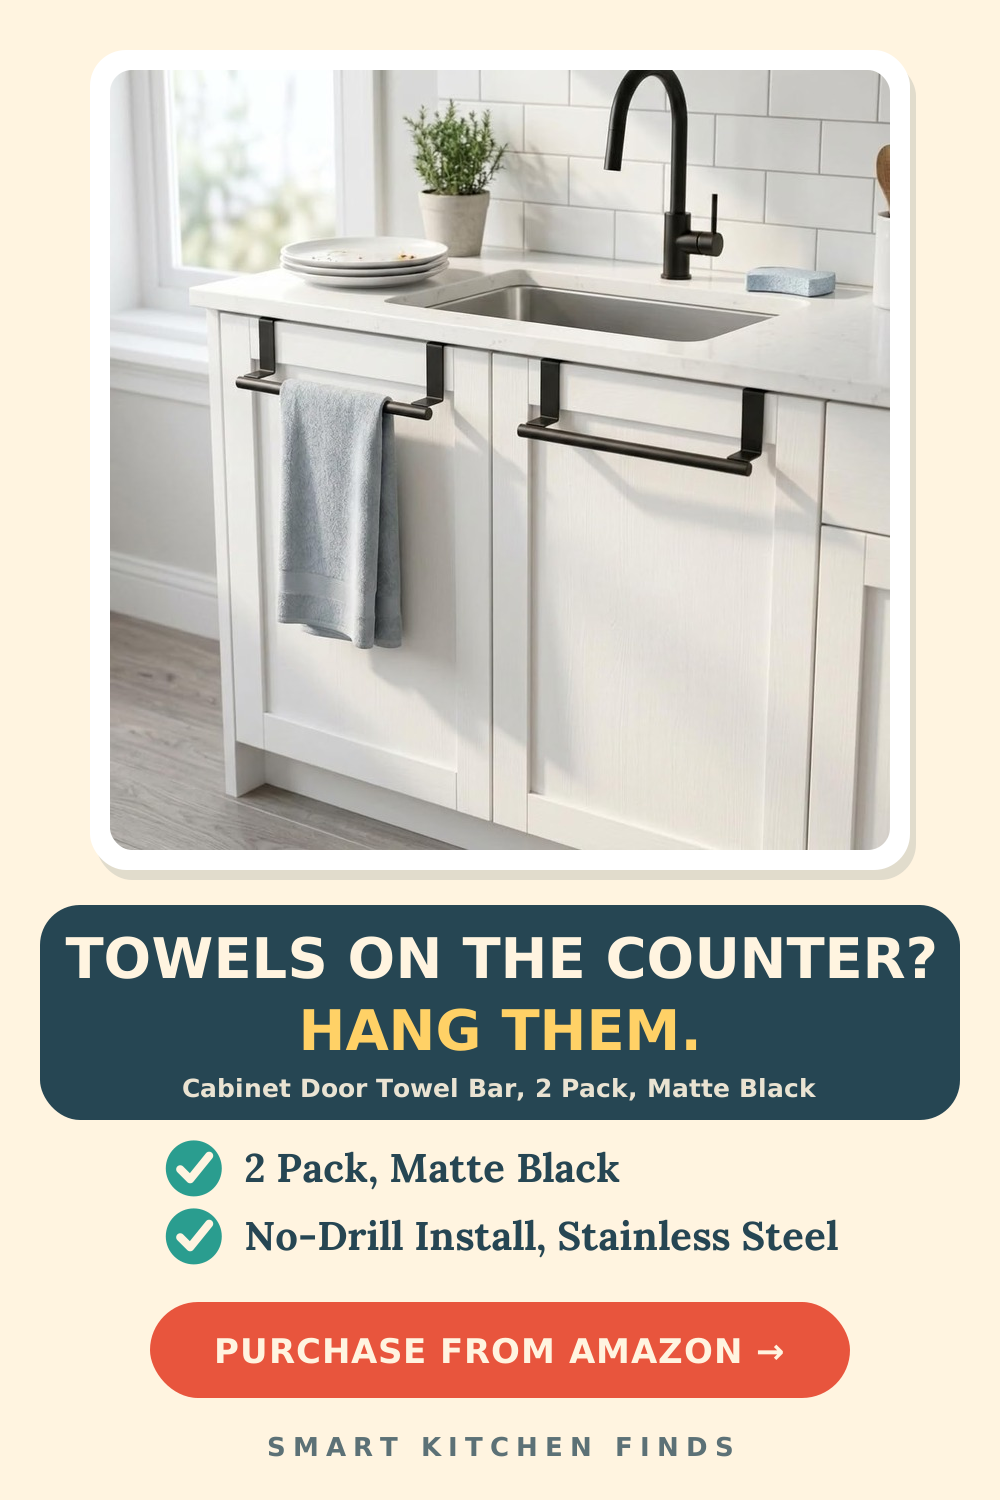 TOWELS ON THE COUNTER?
HANG THEM.
Cabinet Door Towel Bar, 2 Pack, Matte Black
2 Pack, Matte Black
No-Drill Install, Stainless Steel
PURCHASE FROM AMAZON →
SMART KITCHEN FINDS